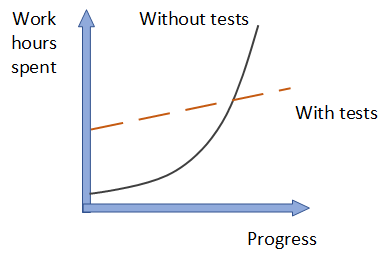 Work
hours
spent
Without tests
With tests
Progress